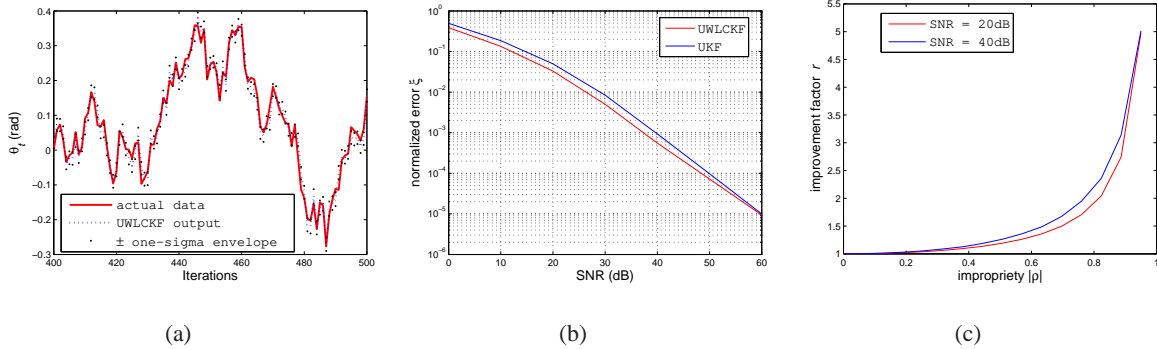 0.4
0.3
0.2
0.1
0
−0.1
−0.2
−0.3
400
420
440
460
480
500
θt (rad)
Iterations
actual data
UWLCKF output
± one-sigma envelope
(a)
10^0
10^−1
10^−2
10^−3
10^−4
10^−5
10^−6
0
10
20
30
40
50
60
normalized error ξ
SNR (dB)
UWLCKF
UKF
(b)
5.5
5
4.5
4
3.5
3
2.5
2
1.5
1
0
0.2
0.4
0.6
0.8
1
improvement factor r
impropriety |ρ|
SNR = 20dB
SNR = 40dB
(c)